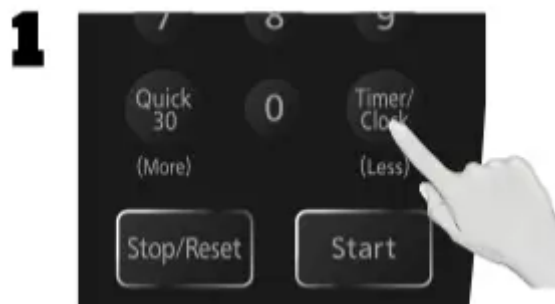 1
7 8 9
Quick
30
0
Timer/
Clock
(More)
(Less)
Stop/Reset
Start